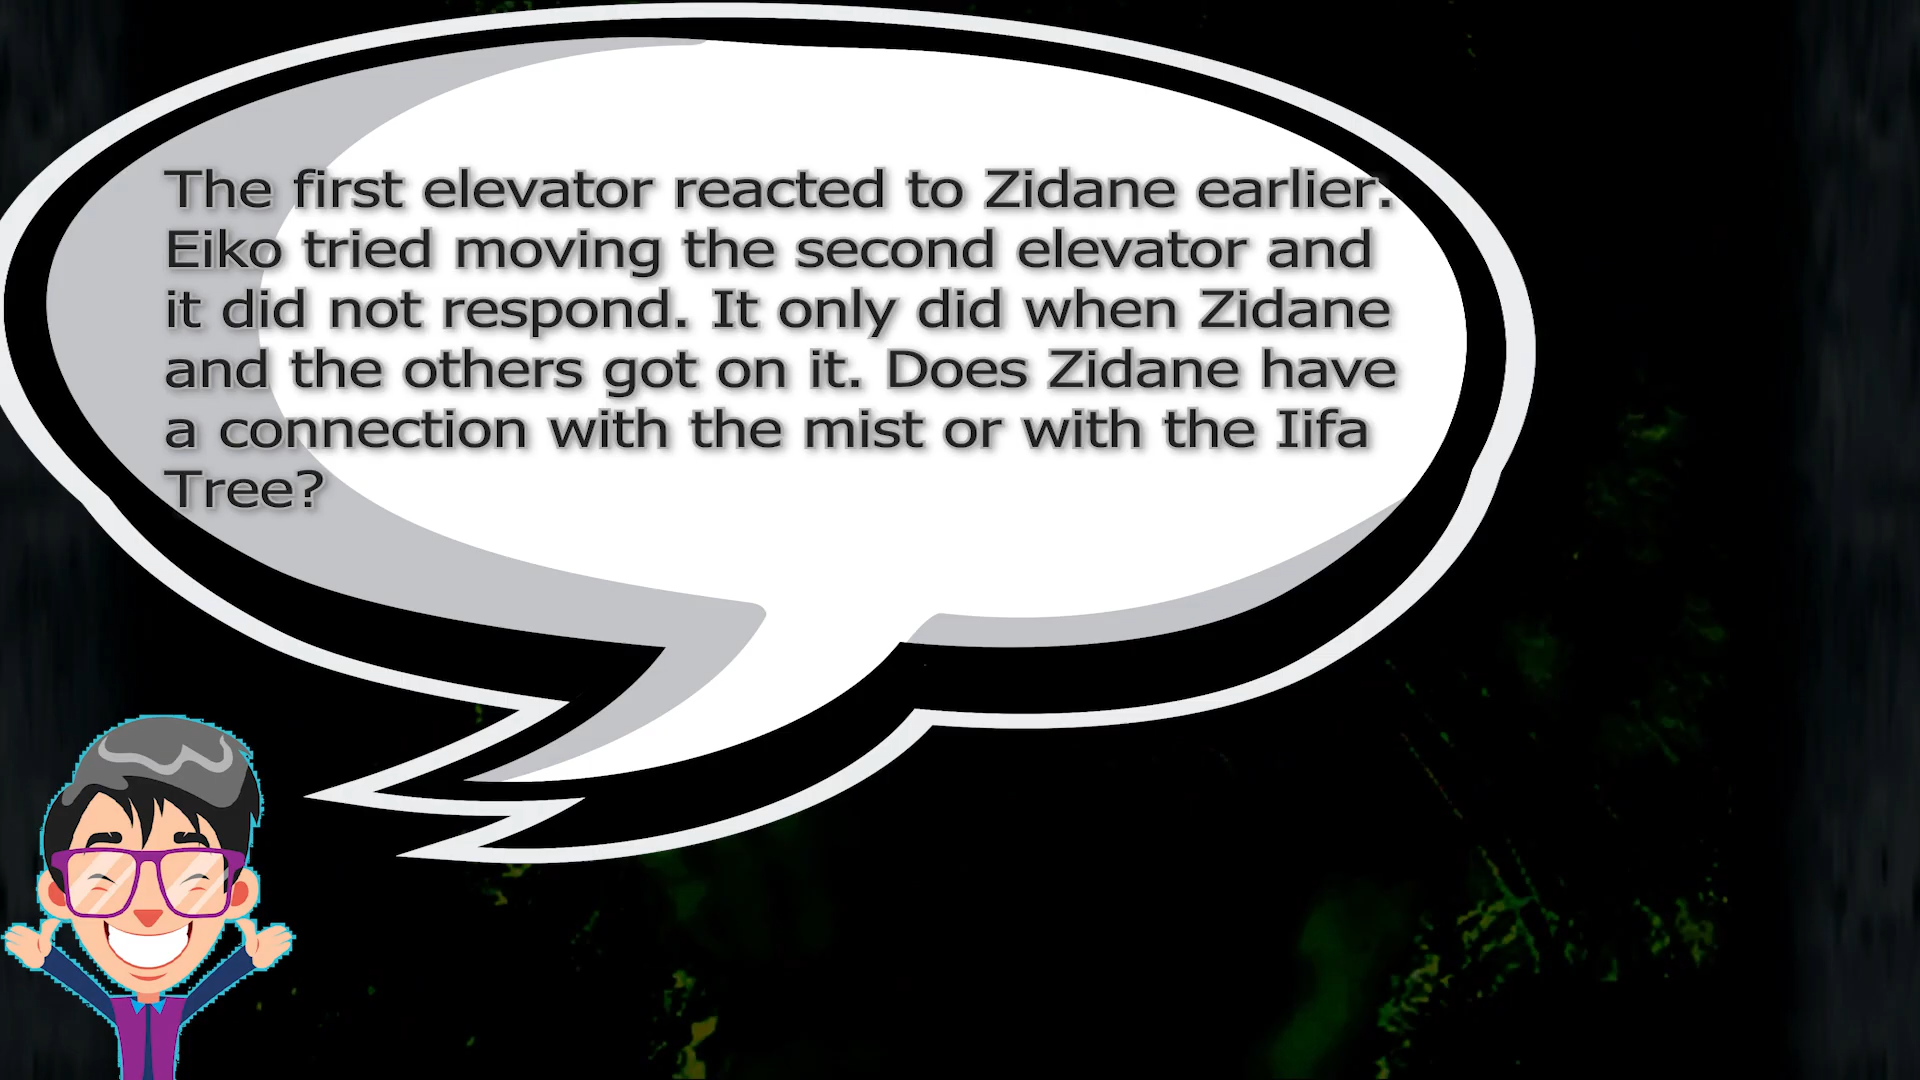 The first elevator reacted to Zidane earlier.
Eiko tried moving the second elevator and
it did not respond. It only did when Zidane
and the others got on it. Does Zidane have
a connection with the mist or with the Iifa
Tree?